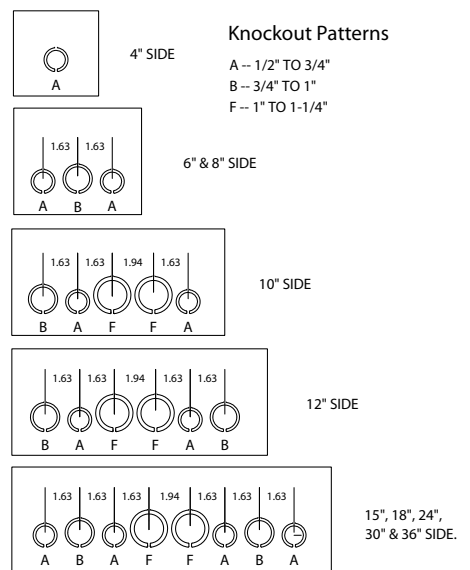 Knockout Patterns
A -- 1/2" TO 3/4"
B -- 3/4" TO 1"
F -- 1" TO 1-1/4"
4" SIDE
A
1.63 1.63
6" & 8" SIDE
A B A
1.63 1.63 1.94 1.63
10" SIDE
B A F F A
1.63 1.63 1.94 1.63 1.63
12" SIDE
B A F F A B
1.63 1.63 1.63 1.94 1.63 1.63 1.63
15", 18", 24",
30" & 36" SIDE.
A B A F F A B A